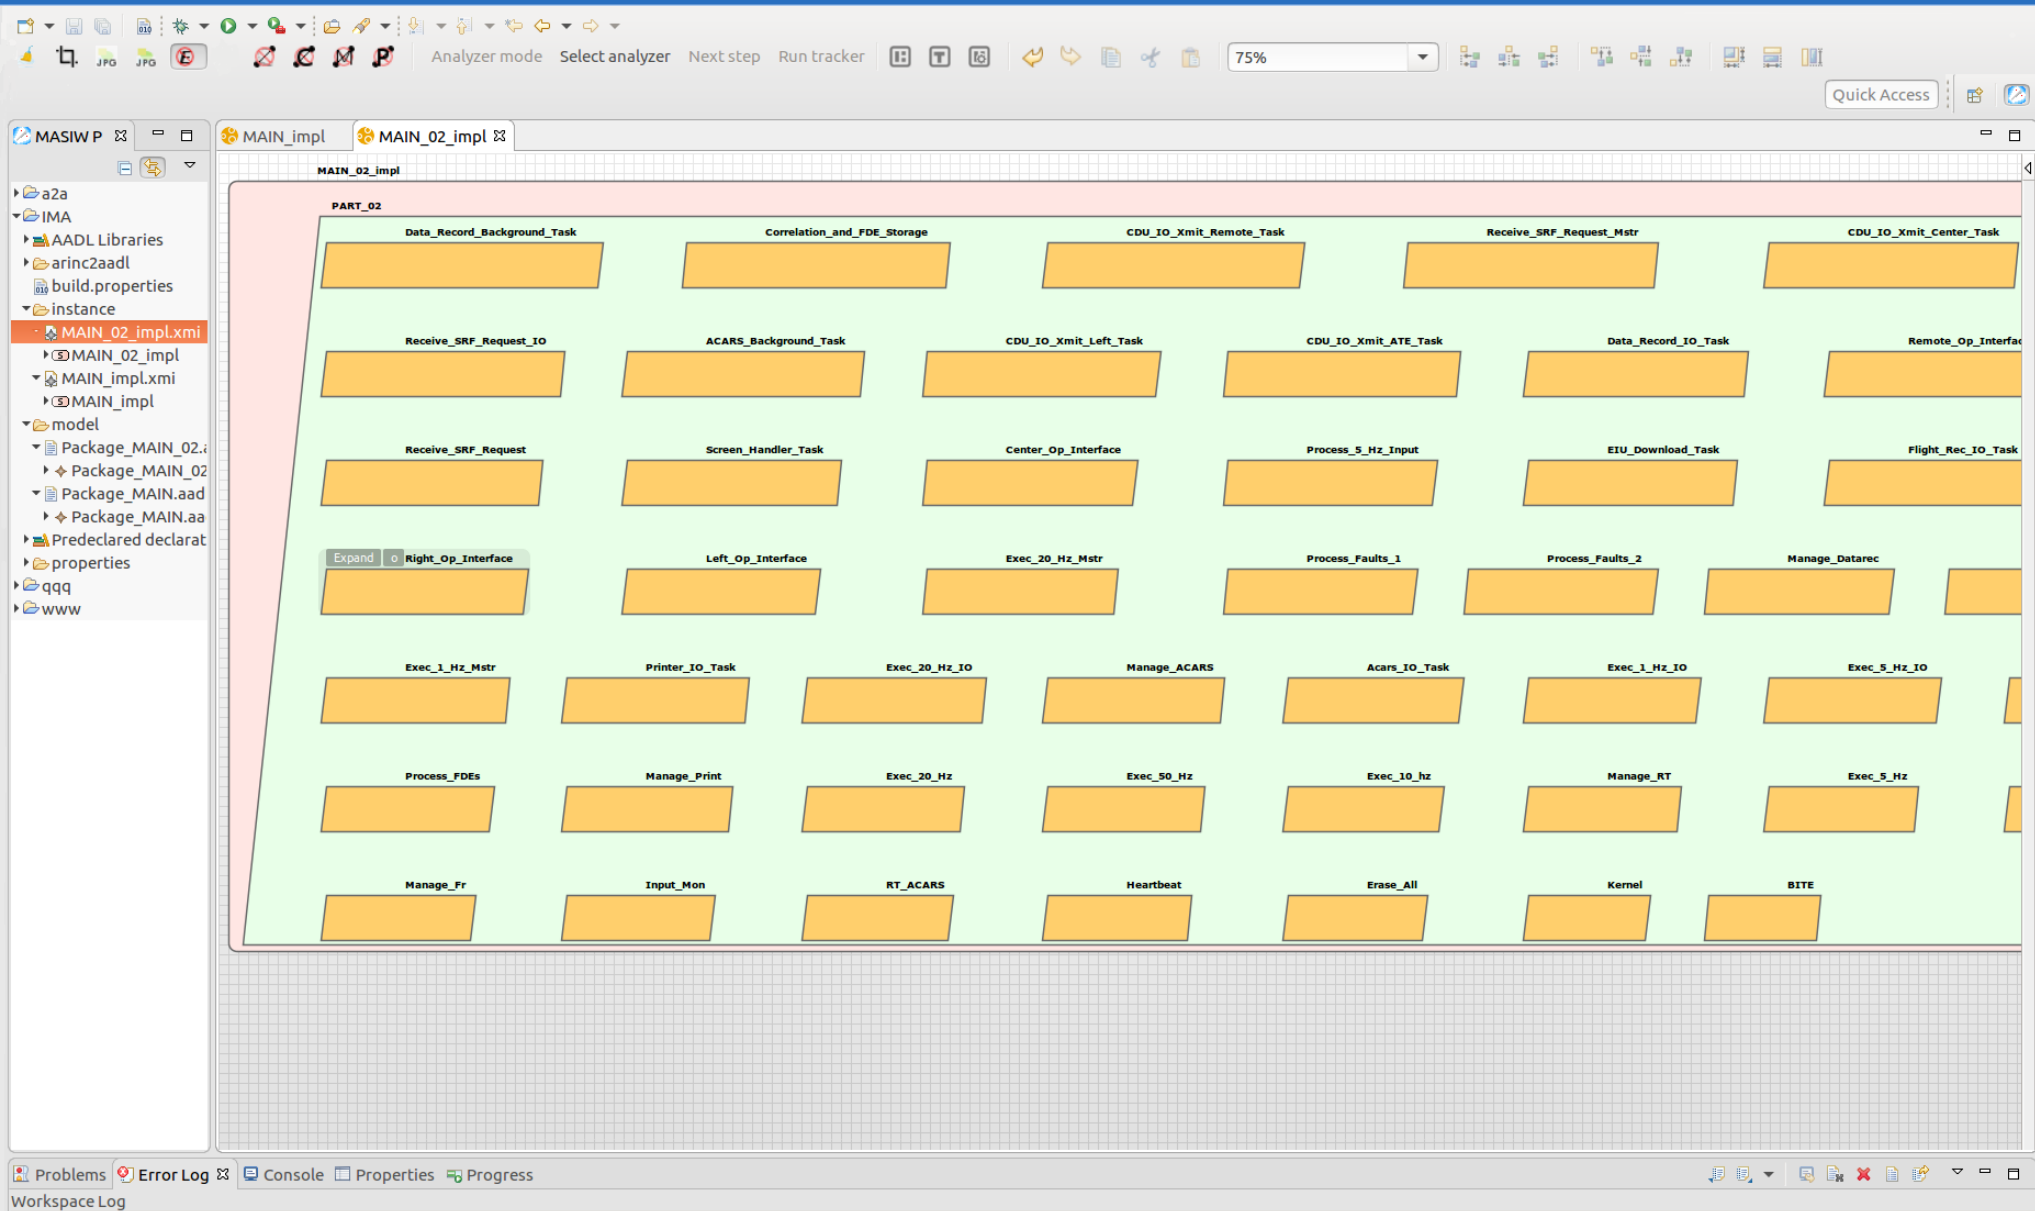 Analyzer mode Select analyzer Next step Run tracker 75%
Quick Access
MASIW P MAIN_impl MAIN_02_impl
a2a
IMA
AADL Libraries
arinc2aadl
build.properties
instance
MAIN_02_impl.xmi
MAIN_02_impl
MAIN_impl.xmi
MAIN_impl
model
Package_MAIN_02.a
Package_MAIN_02
Package_MAIN.aad
Package_MAIN.aa
Predeclared declarat
properties
qqq
www
MAIN_02_impl
PART_02
Data_Record_Background_Task Correlation_and_FDE_Storage CDU_IO_Xmit_Remote_Task Receive_SRF_Request_Mstr CDU_IO_Xmit_Center_Task
Receive_SRF_Request_IO ACARS_Background_Task CDU_IO_Xmit_Left_Task CDU_IO_Xmit_ATE_Task Data_Record_IO_Task Remote_Op_Interfac
Receive_SRF_Request Screen_Handler_Task Center_Op_Interface Process_5_Hz_Input EIU_Download_Task Flight_Rec_IO_Task
Expand o Right_Op_Interface Left_Op_Interface Exec_20_Hz_Mstr Process_Faults_1 Process_Faults_2 Manage_Datarec
Exec_1_Hz_Mstr Printer_IO_Task Exec_20_Hz_IO Manage_ACARS Acars_IO_Task Exec_1_Hz_IO Exec_5_Hz_IO
Process_FDEs Manage_Print Exec_20_Hz Exec_50_Hz Exec_10_hz Manage_RT Exec_5_Hz
Manage_Fr Input_Mon RT_ACARS Heartbeat Erase_All Kernel BITE
Problems Error Log Console Properties Progress
Workspace Log